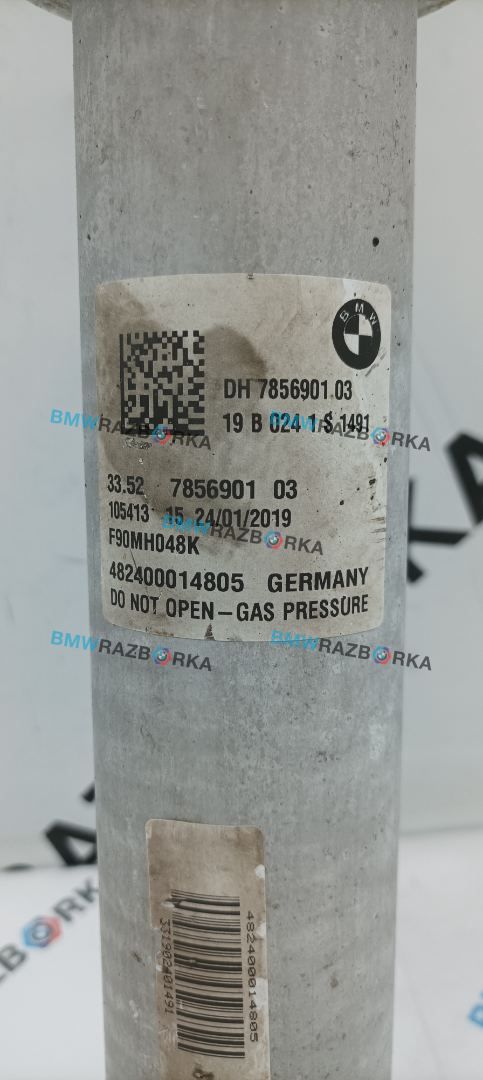 BMW
DH 7856901 03
19 B 024 1 S 1491
BMWRAZBORKA
BMWRAZBORKA
33.52 7856901 03
105413 15 24/01/2019
BMWRAZBORKA
F90MH048K
482400014805 GERMANY
DO NOT OPEN-GAS PRESSURE
BMWRAZBORKA
BMWRAZBORKA
482400014805
RAZBORKA